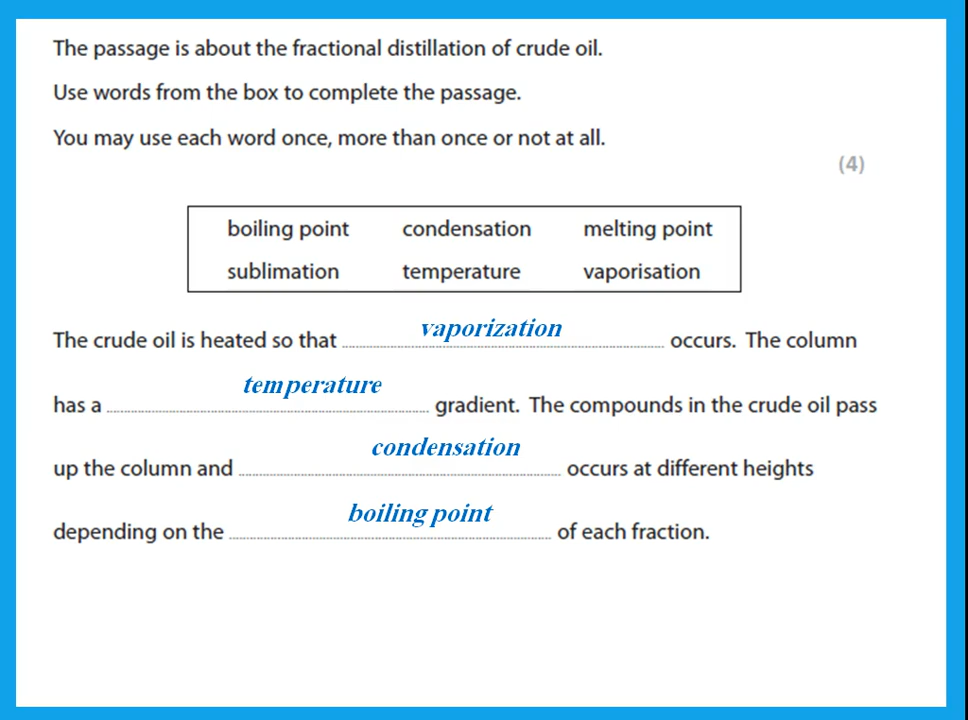 The passage is about the fractional distillation of crude oil.
Use words from the box to complete the passage.
You may use each word once, more than once or not at all.
(4)
boiling point condensation melting point
sublimation temperature vaporisation
The crude oil is heated so that vaporization occurs. The column
has a temperature gradient. The compounds in the crude oil pass
up the column and condensation occurs at different heights
depending on the boiling point of each fraction.